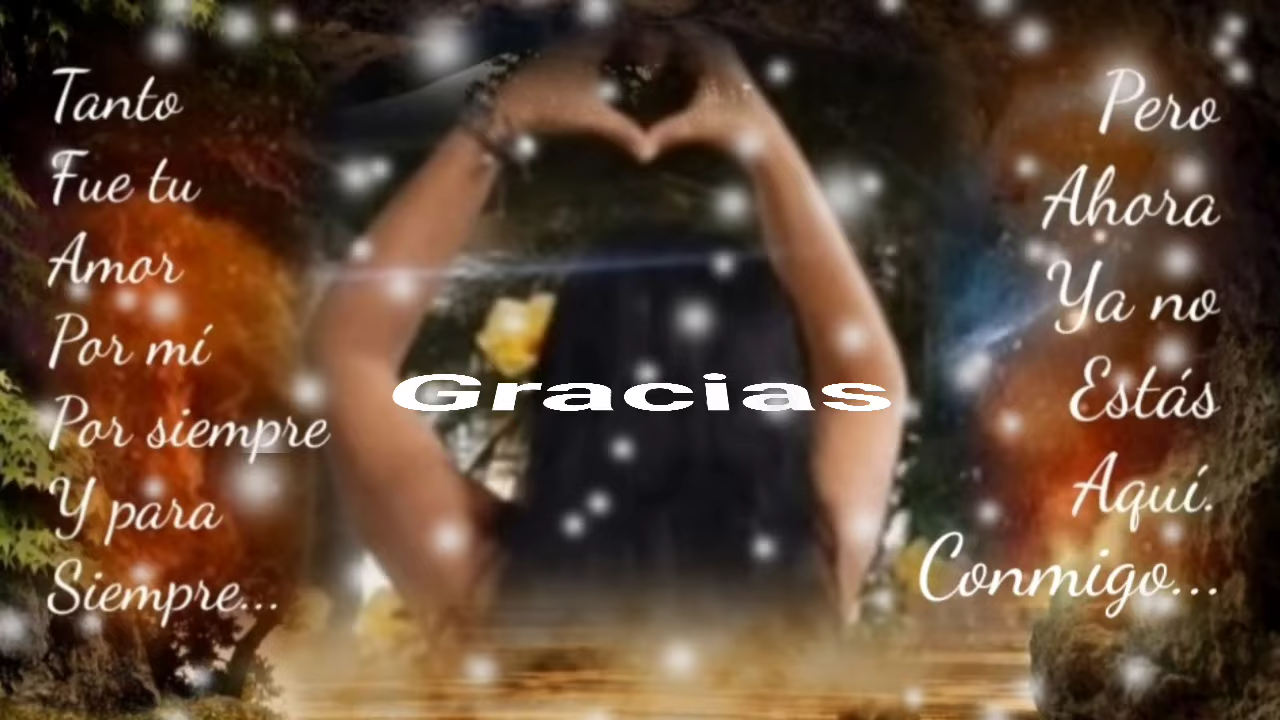 Tanto
Fue tu
Amor
Por mí
Por siempre
Y para
Siempre...
Gracias
Pero
Ahora
Ya no
Estás
Aquí.
Conmigo...